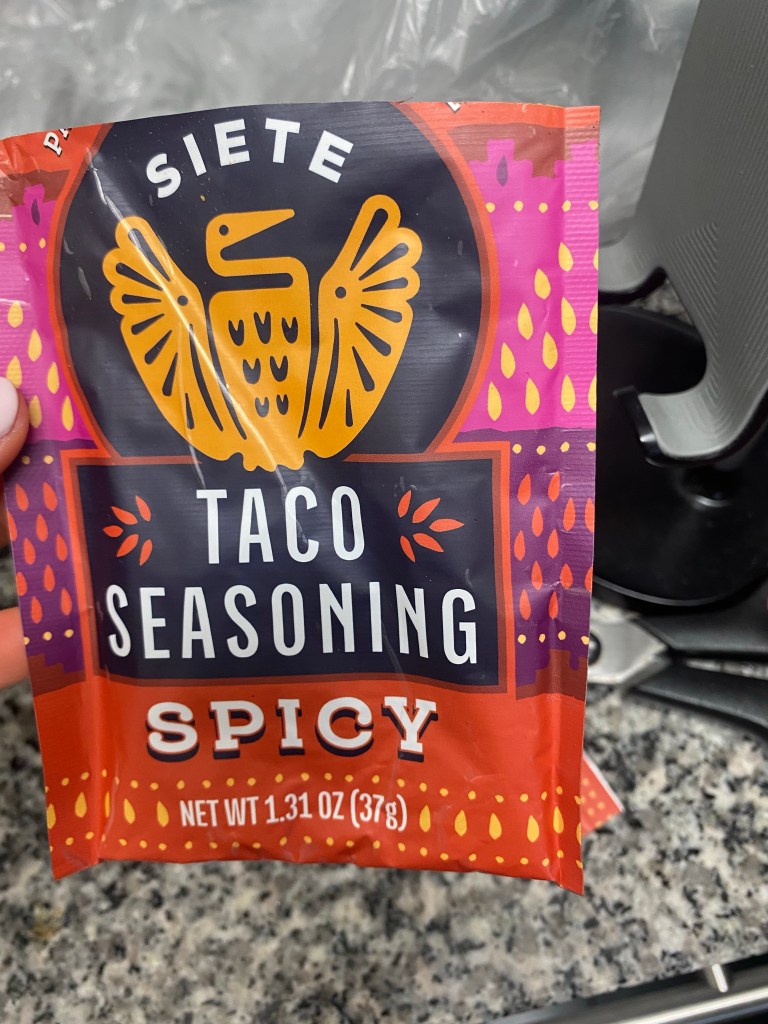 SIETE
TACO
SEASONING
SPICY
NET WT 1.31 OZ (37g)